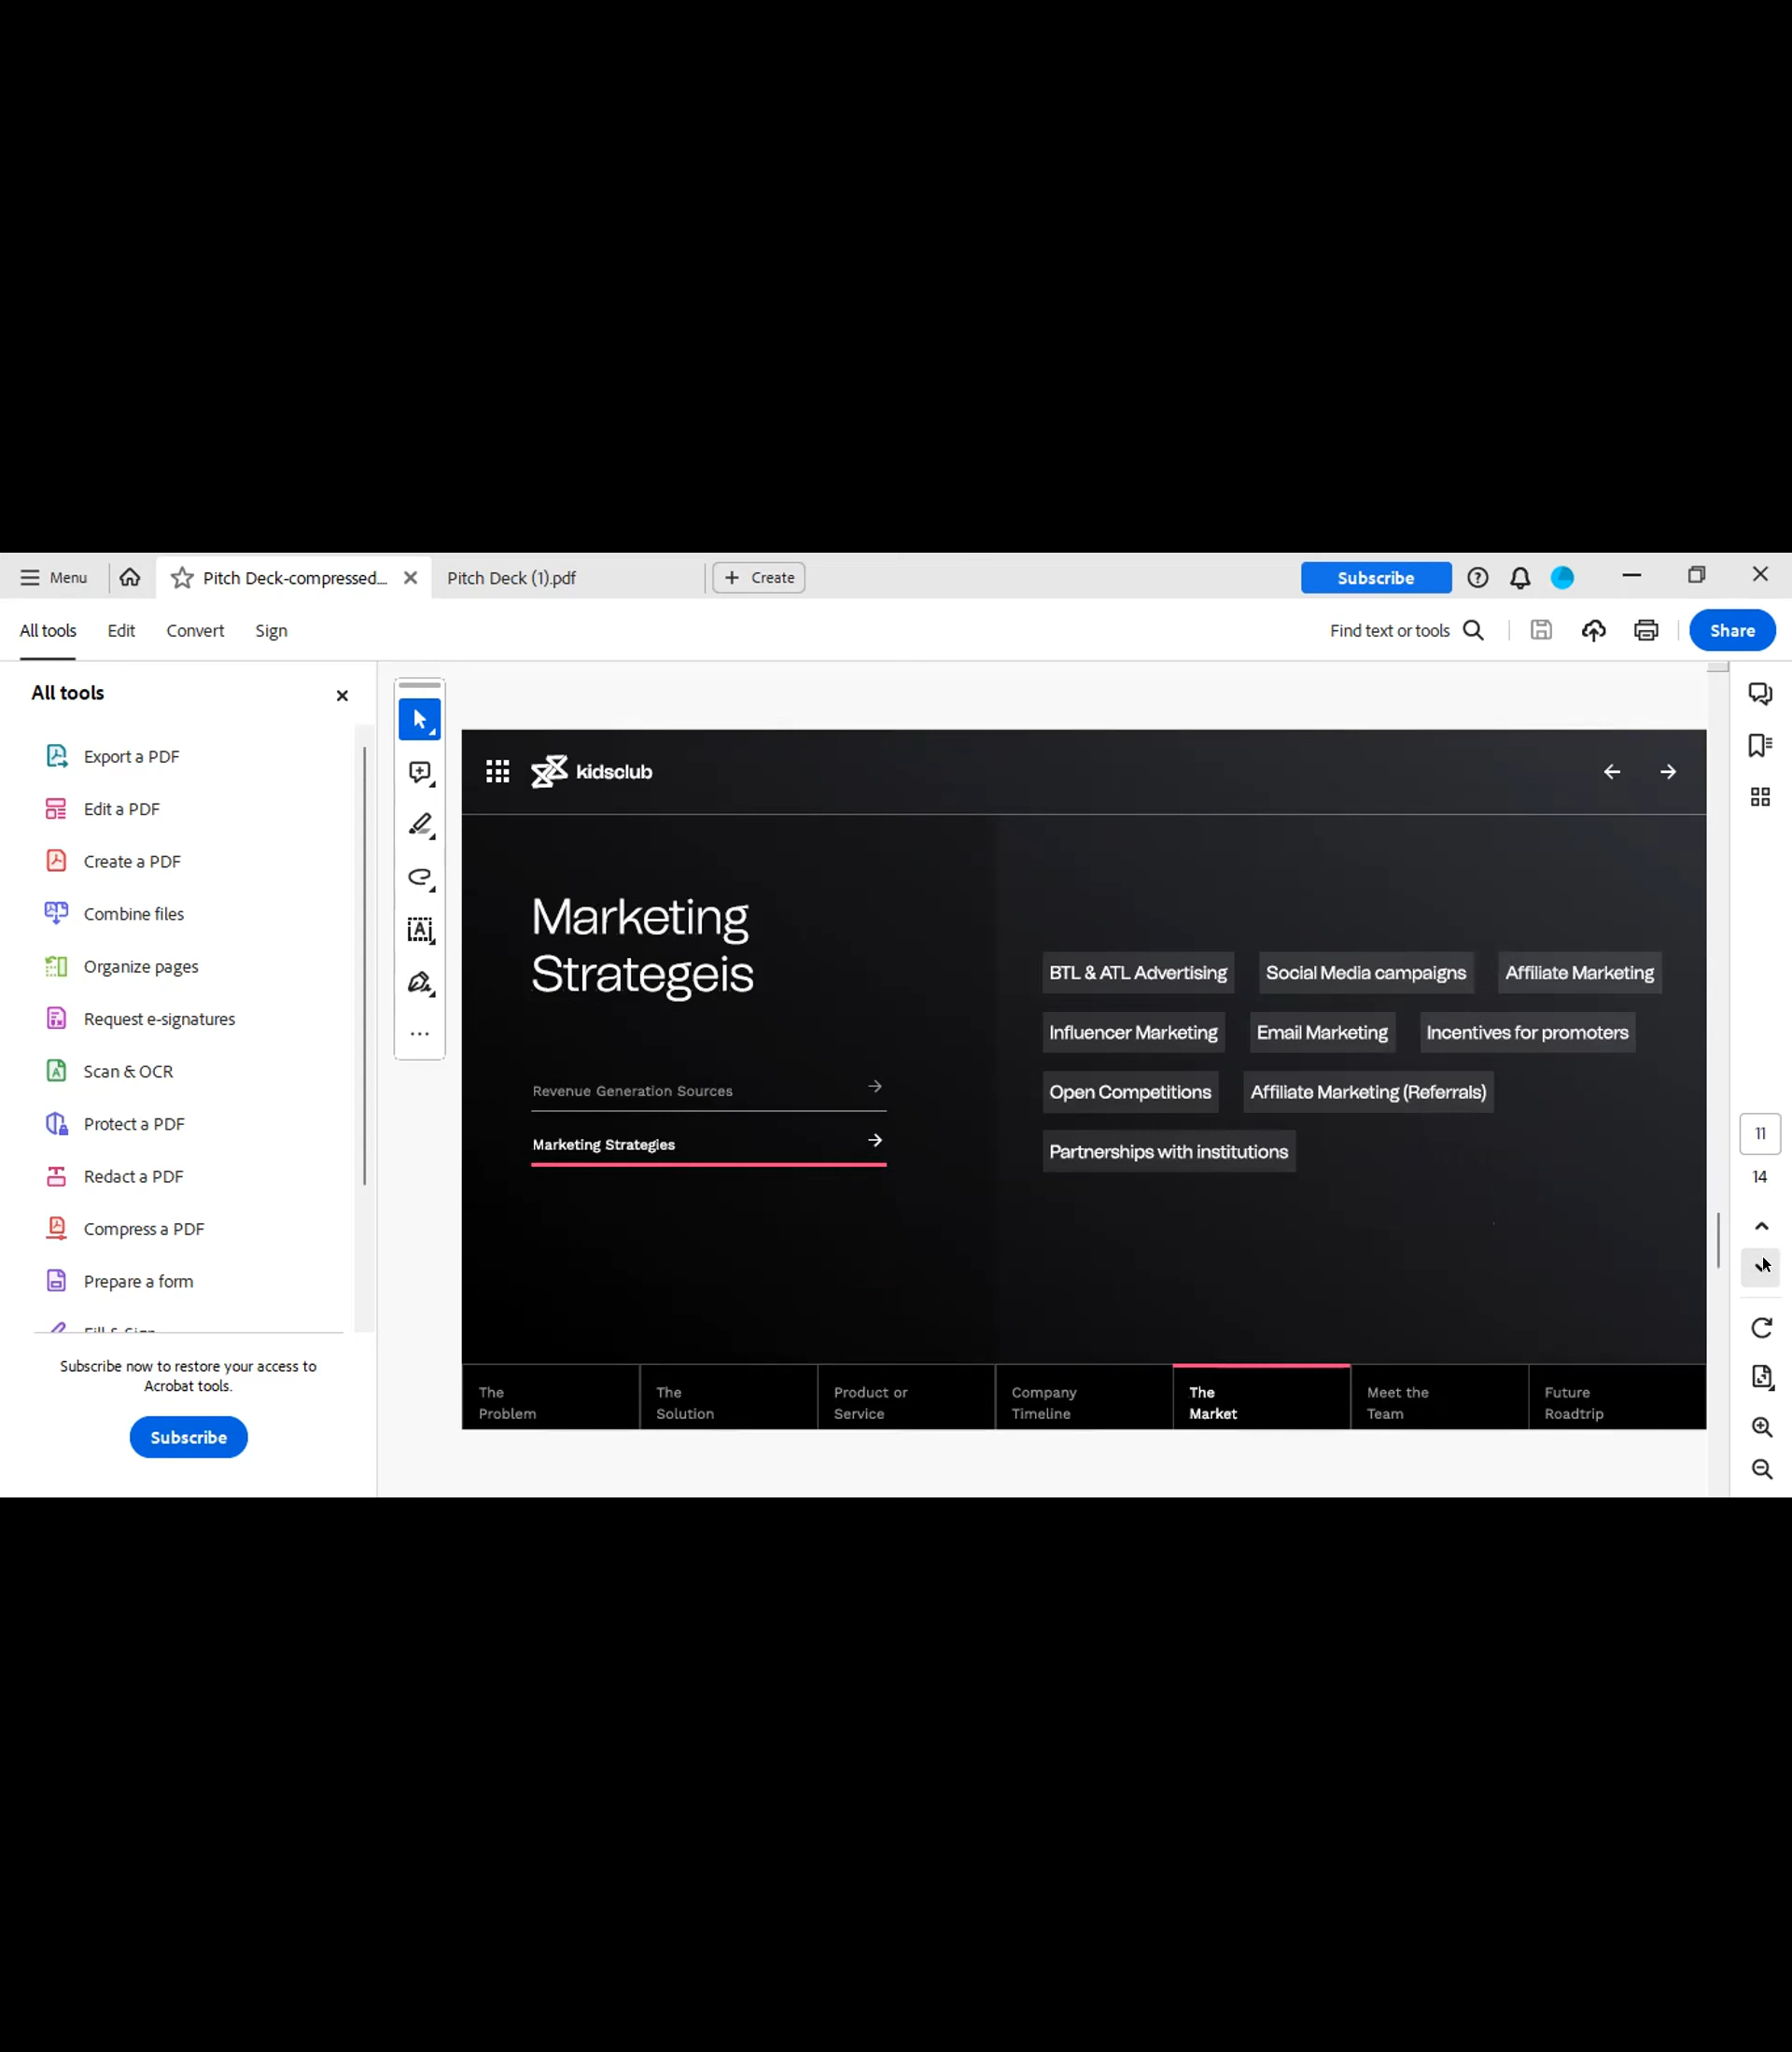 Menu
Pitch Deck-compressed...
Pitch Deck (1).pdf
Create
Subscribe
All tools
Edit
Convert
Sign
Find text or tools
Share
All tools
Export a PDF
Edit a PDF
Create a PDF
Combine files
Organize pages
Request e-signatures
Scan & OCR
Protect a PDF
Redact a PDF
Compress a PDF
Prepare a form
Fill & Sign
Subscribe now to restore your access to
Acrobat tools.
Subscribe
kidsclub
Marketing
Strategeis
Revenue Generation Sources
Marketing Strategies
BTL & ATL Advertising
Social Media campaigns
Affiliate Marketing
Influencer Marketing
Email Marketing
Incentives for promoters
Open Competitions
Affiliate Marketing (Referrals)
Partnerships with institutions
The
Problem
The
Solution
Product or
Service
Company
Timeline
The
Market
Meet the
Team
Future
Roadtrip
11
14